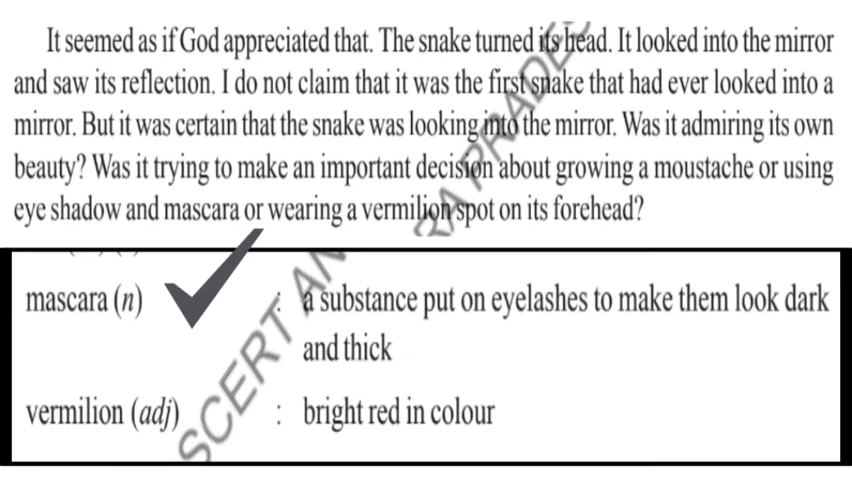 It seemed as if God appreciated that. The snake turned its head. It looked into the mirror
and saw its reflection. I do not claim that it was the first snake that had ever looked into a
mirror. But it was certain that the snake was looking into the mirror. Was it admiring its own
beauty? Was it trying to make an important decision about growing a moustache or using
eye shadow and mascara or wearing a vermilion spot on its forehead?
mascara (n) : a substance put on eyelashes to make them look dark
and thick
vermilion (adj) : bright red in colour